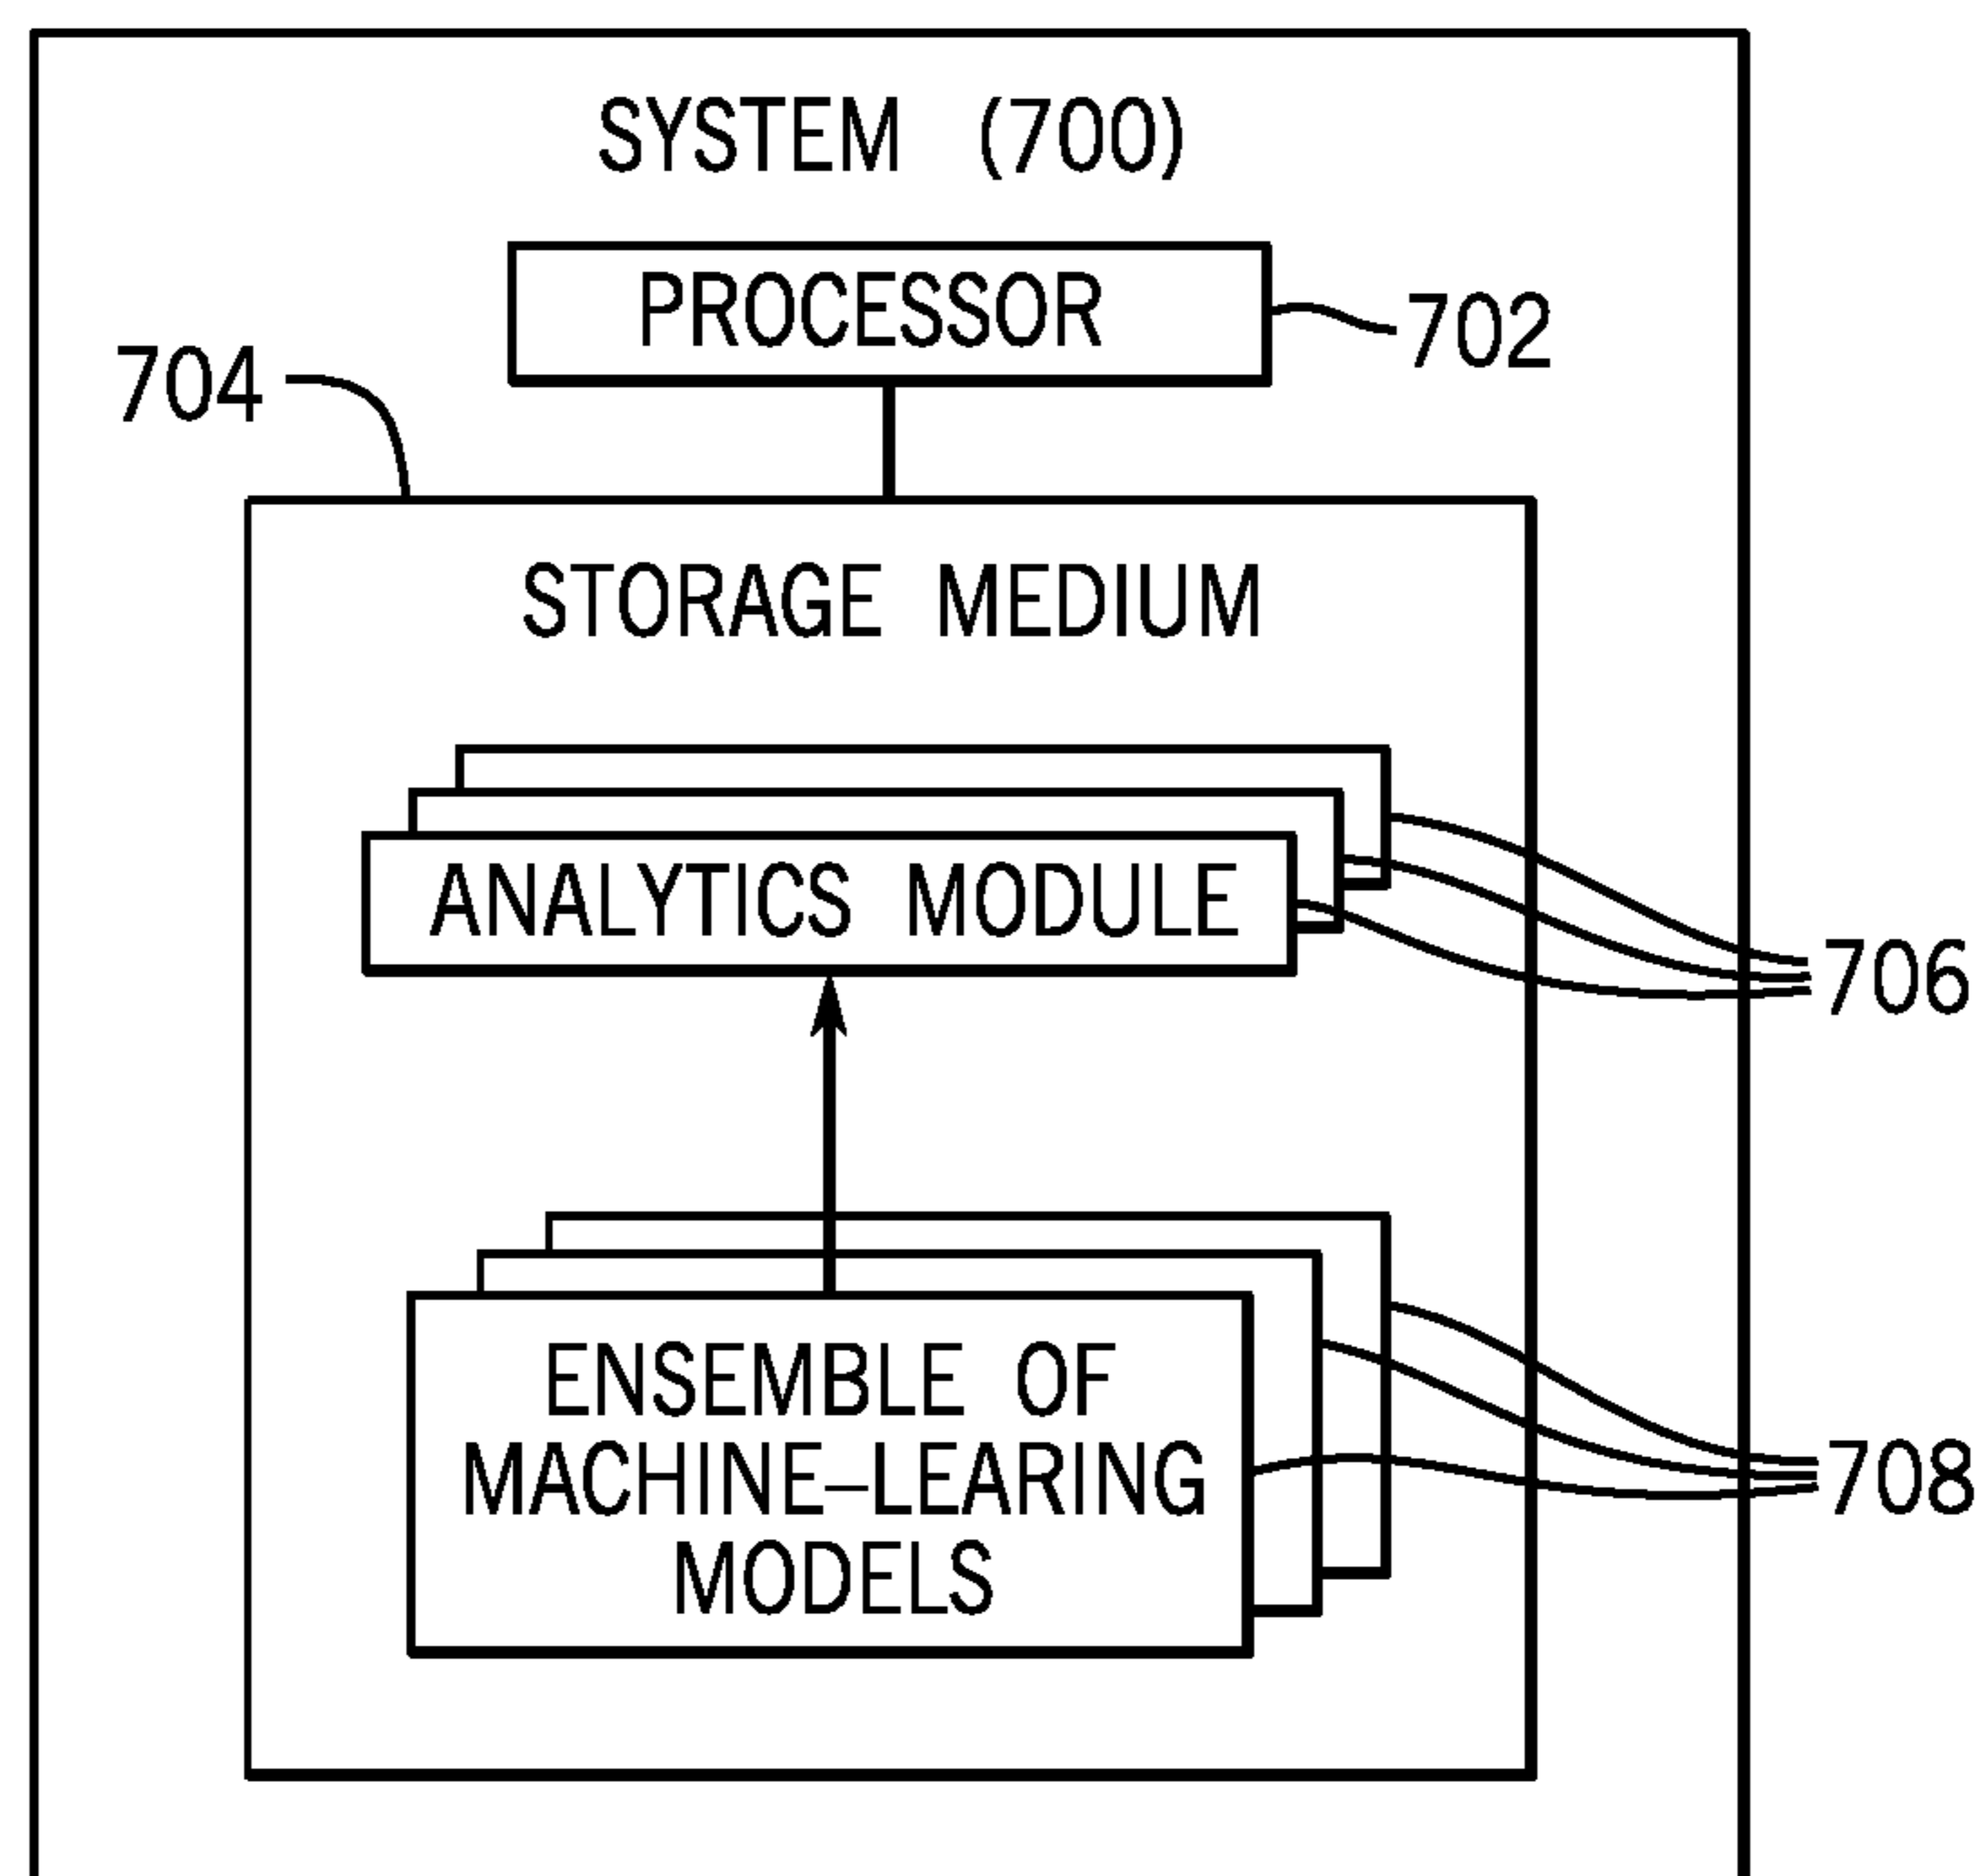 SYSTEM (700)
PROCESSOR
702
704
STORAGE MEDIUM
ANALYTICS MODULE
706
ENSEMBLE OF
MACHINE-LEARING
MODELS
708